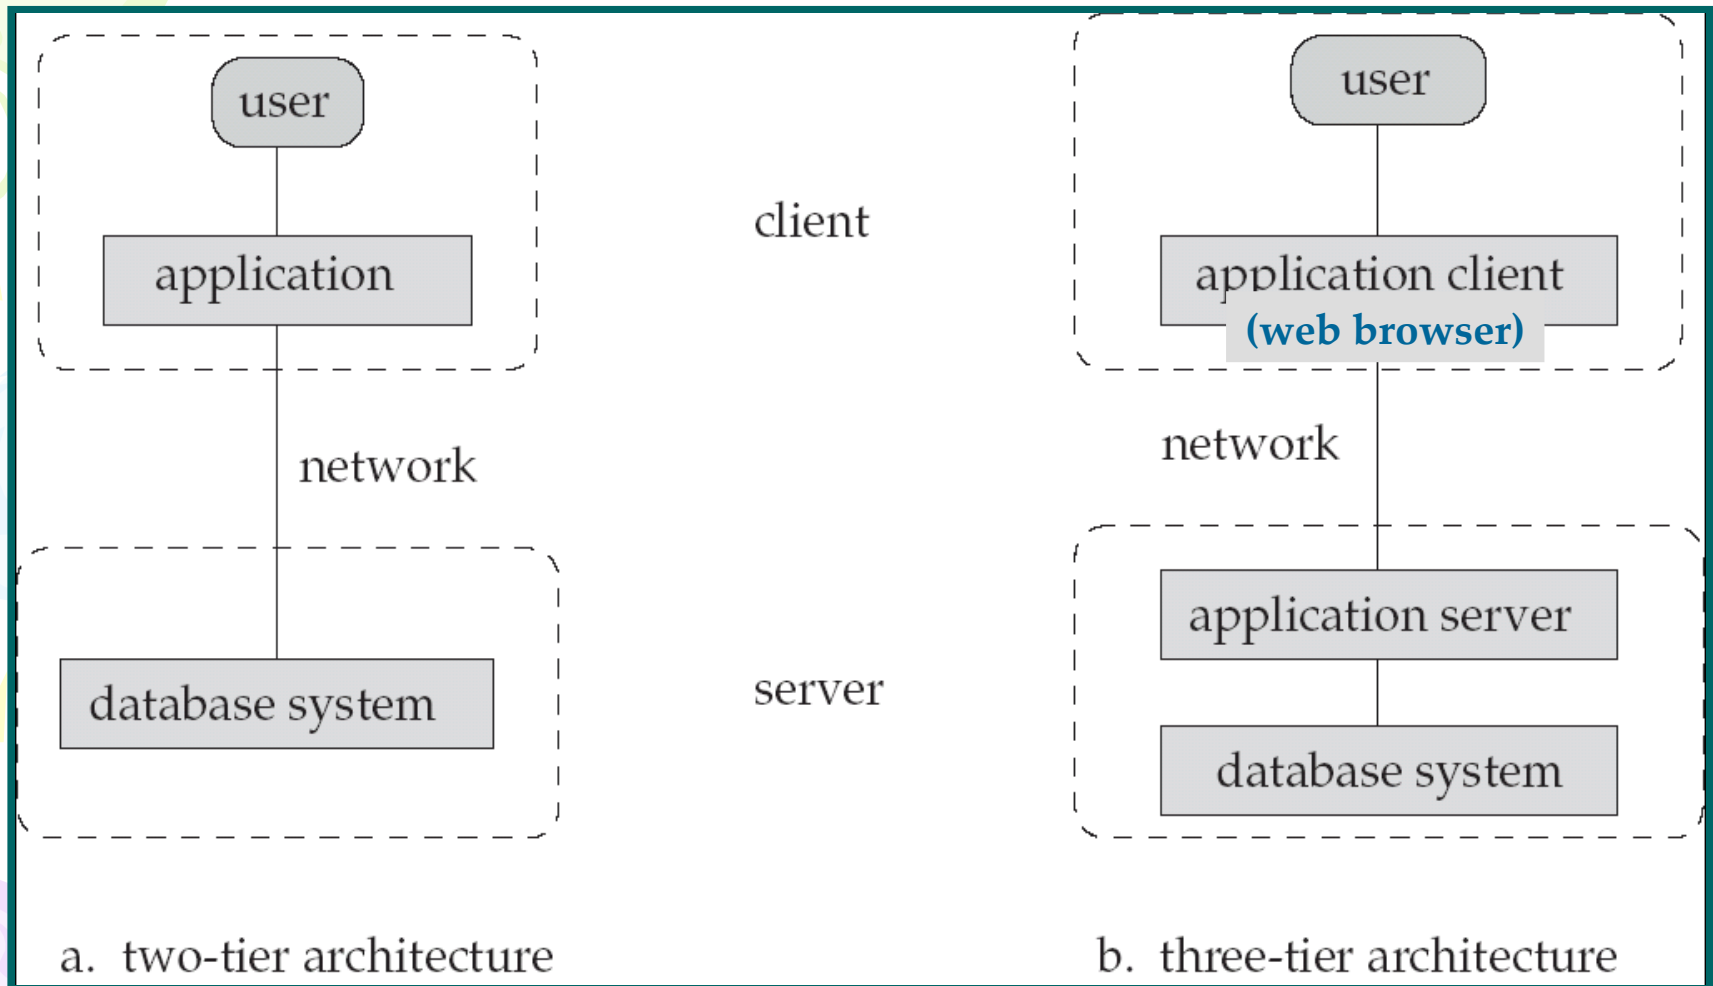 user
application
network
database system
a. two-tier architecture
client
server
user
application client
(web browser)
network
application server
database system
b. three-tier architecture